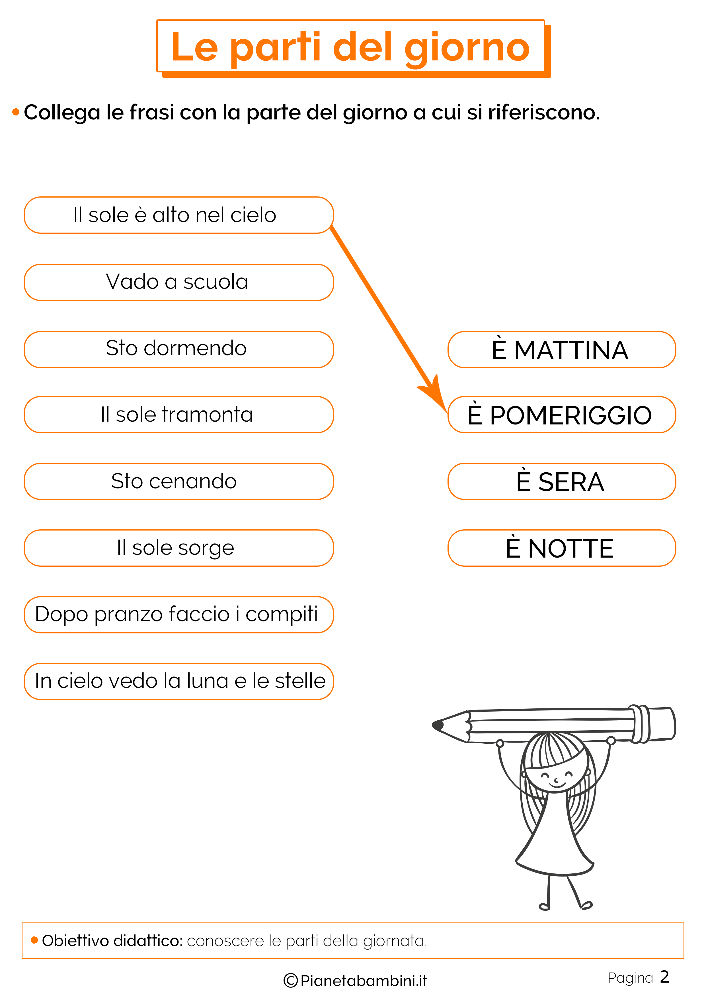 Le parti del giorno
• Collega le frasi con la parte del giorno a cui si riferiscono.
Il sole è alto nel cielo
Vado a scuola
Sto dormendo
Il sole tramonta
Sto cenando
Il sole sorge
Dopo pranzo faccio i compiti
In cielo vedo la luna e le stelle
È MATTINA
È POMERIGGIO
È SERA
È NOTTE
• Obiettivo didattico: conoscere le parti della giornata.
©Pianetabambini.it
Pagina 2